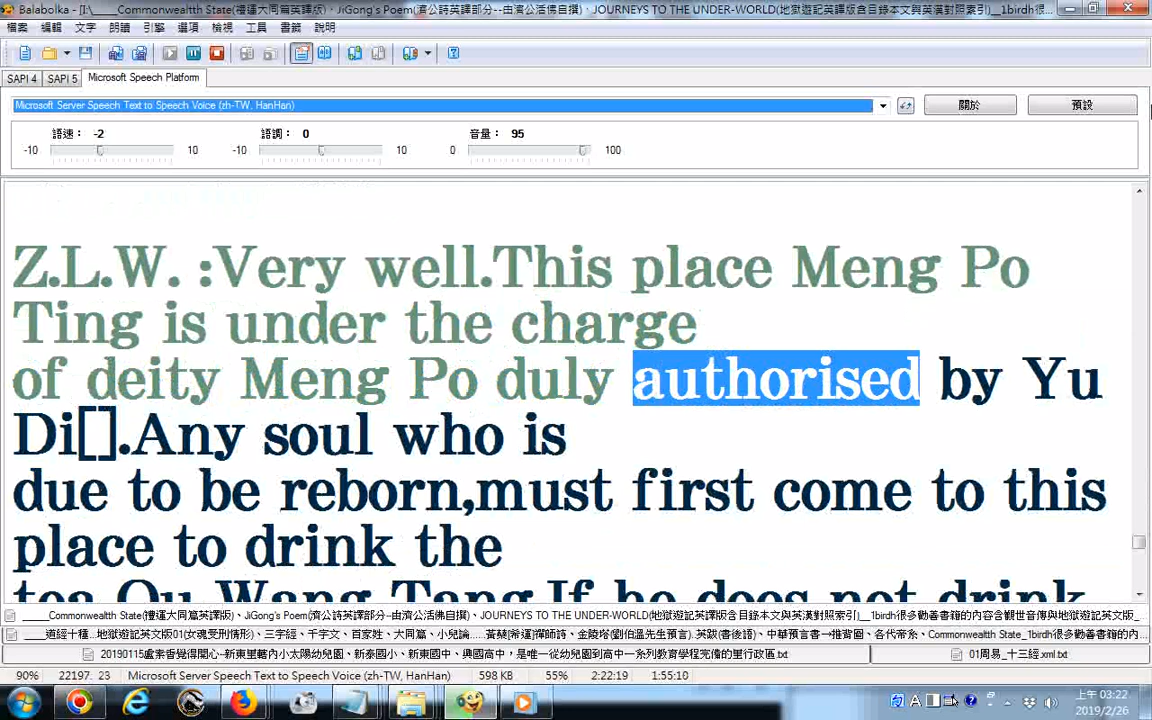 Balabolka - [I:\_____Commonwealtth State(禮運大同篇英譯版)、JiGong's Poem(濟公詩英譯部分--由濟公活佛自撰)、JOURNEYS TO THE UNDER-WORLD(地獄遊記英譯版含目錄本文與英漢對照索引)__1birdh很...
檔案 編輯 文字 朗讀 引擎 選項 檢視 工具 書籤 說明
SAPI 4 SAPI 5 Microsoft Speech Platform
Microsoft Server Speech Text to Speech Voice (zh-TW, HanHan) 關於 預設
語速： -2 語調： 0 音量： 95
-10 10 -10 10 0 100
Z.L.W. :Very well.This place Meng Po
Ting is under the charge
of deity Meng Po duly authorised by Yu
Di[].Any soul who is
due to be reborn,must first come to this
place to drink the
tea Qu Wang Tang.If he does not drink
_____Commonwealtth State(禮運大同篇英譯版)、JiGong's Poem(濟公詩英譯部分--由濟公活佛自撰)、JOURNEYS TO THE UNDER-WORLD(地獄遊記英譯版含目錄本文與英漢對照索引)__1birdh很多勸善書籍的內容含觀世音傳與地獄遊記英文版_
道經十種...地獄遊記英文版01(女魂受刑情形)、三字經、千字文、百家姓、大同篇、小兒論......黃蘗[希運]禪師詩、金陵塔(劉伯溫先生預言).英跋(書後語)、中華預言書---推背圖、各代帝系、Commonwealth State_1birdh很多勸善書籍的內...
20190115盧素香覺得開心--新東里轄內小太陽幼兒園、新泰國小、新東國中、興國高中，是唯一從幼兒園到高中一系列教育學程完備的里行政區.txt 01周易_十三經.xml.txt
90% 22197. 23 Microsoft Server Speech Text to Speech Voice (zh-TW, HanHan) 598 KB 55% 2:22:19 1:55:10
上午 03:22
2019/2/26